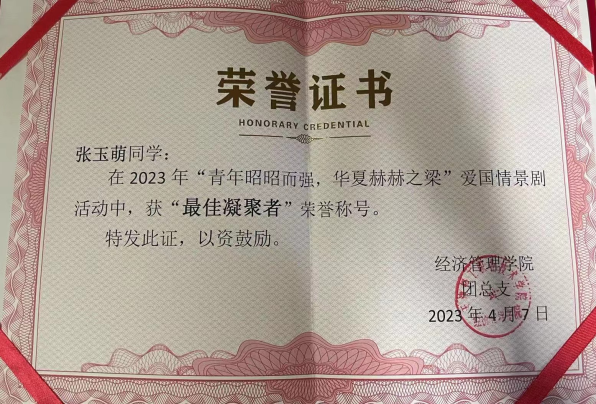 荣誉证书
HONORARY CREDENTIAL
张玉萌同学：
在 2023 年“青年昭昭而强，华夏赫赫之梁”爱国情景剧
活动中，获“最佳凝聚者”荣誉称号。
特发此证，以资鼓励。
经济管理学院
团总支
2023 年 4 月 7 日